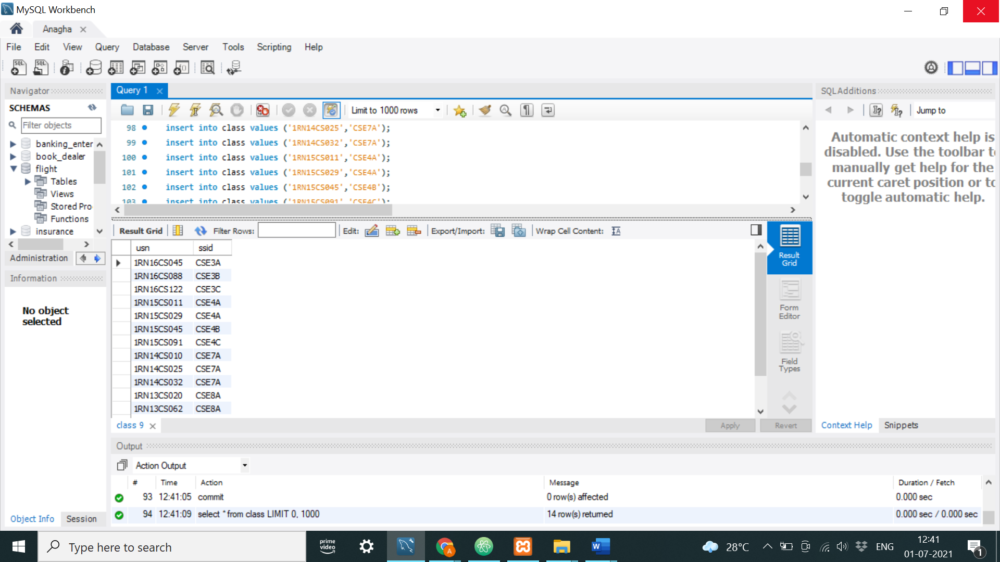 MySQL Workbench
Anagha
File Edit View Query Database Server Tools Scripting Help
Navigator
SCHEMAS
Filter objects
banking_enter
book_dealer
flight
Tables
Views
Stored Pro
Functions
insurance
Administration
Information
No object
selected
Object Info Session
Query 1
Limit to 1000 rows
98 insert into class values ('1RN14CS025','CSE7A');
99 insert into class values ('1RN14CS032','CSE7A');
100 insert into class values ('1RN15CS011','CSE4A');
101 insert into class values ('1RN15CS029','CSE4A');
102 insert into class values ('1RN15CS045','CSE4B');
103 insert into class values ('1RN15CS091','CSE4C');
Result Grid Filter Rows: Edit: Export/Import: Wrap Cell Content:
usn ssid
1RN16CS045 CSE3A
1RN16CS088 CSE3B
1RN16CS122 CSE3C
1RN15CS011 CSE4A
1RN15CS029 CSE4A
1RN15CS045 CSE4B
1RN15CS091 CSE4C
1RN14CS010 CSE7A
1RN14CS025 CSE7A
1RN14CS032 CSE7A
1RN13CS020 CSE8A
1RN13CS062 CSE8A
Result
Grid
Form
Editor
Field
Types
class 9
Apply Revert
SQLAdditions
Jump to
Automatic context help is
disabled. Use the toolbar to
manually get help for the
current caret position or to
toggle automatic help.
Context Help Snippets
Output
Action Output
# Time Action Message Duration / Fetch
93 12:41:05 commit 0 row(s) affected 0.000 sec
94 12:41:09 select * from class LIMIT 0, 1000 14 row(s) returned 0.000 sec / 0.000 sec
Type here to search
prime
video
28°C
ENG
12:41
01-07-2021
1